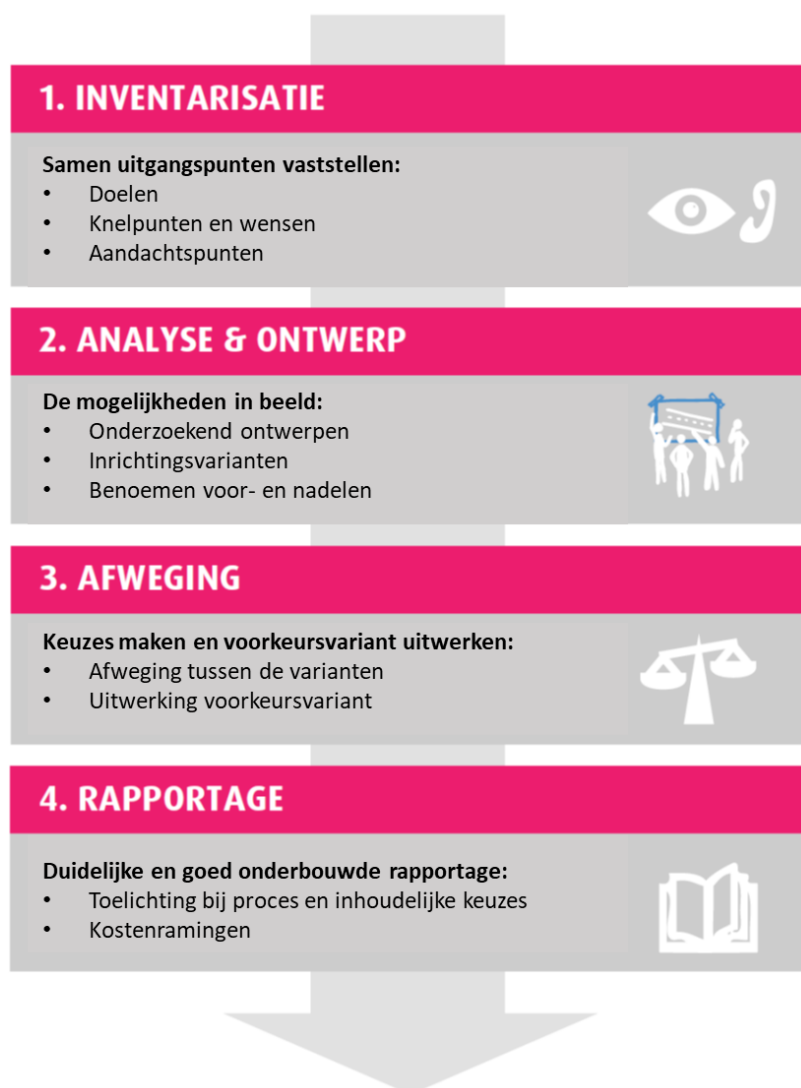 1. INVENTARISATIE
Samen uitgangspunten vaststellen:
• Doelen
• Knelpunten en wensen
• Aandachtspunten
2. ANALYSE & ONTWERP
De mogelijkheden in beeld:
• Onderzoekend ontwerpen
• Inrichtingsvarianten
• Benoemen voor- en nadelen
3. AFWEGING
Keuzes maken en voorkeursvariant uitwerken:
• Afweging tussen de varianten
• Uitwerking voorkeursvariant
4. RAPPORTAGE
Duidelijke en goed onderbouwde rapportage:
• Toelichting bij proces en inhoudelijke keuzes
• Kostenramingen